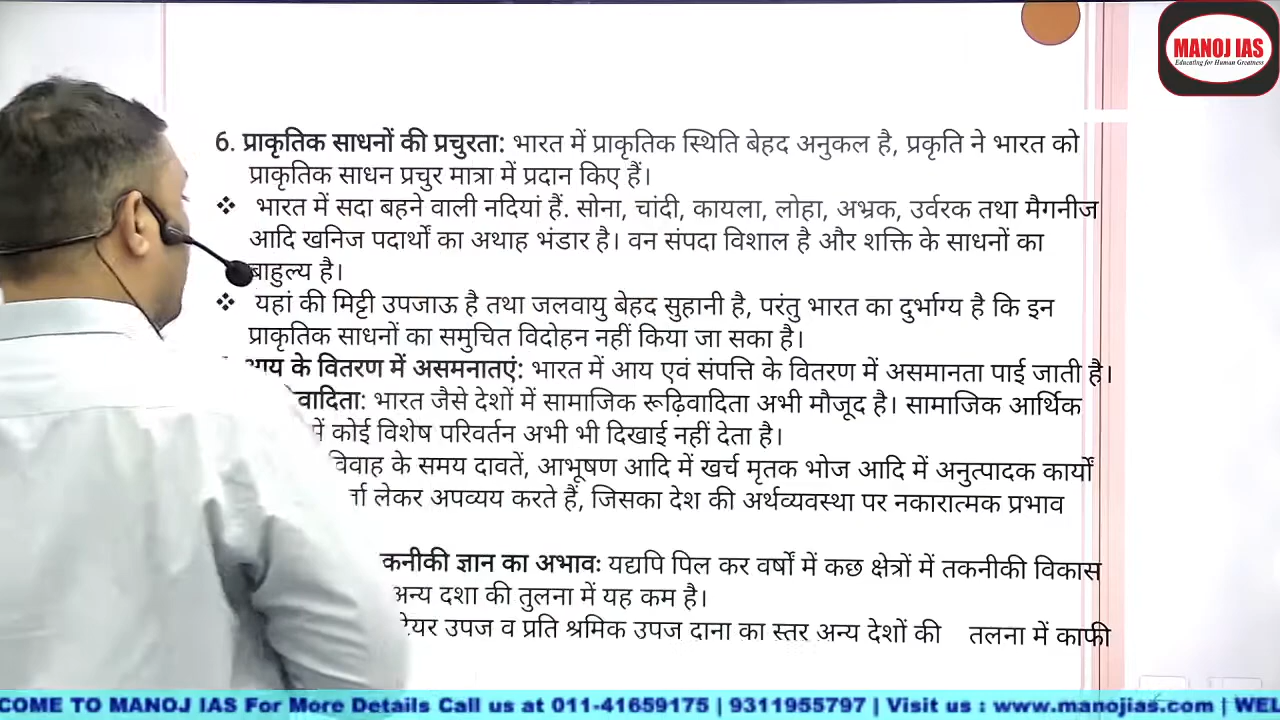 MANOJ IAS
Educating for Human Greatness
6. प्राकृतिक साधनों की प्रचुरता: भारत में प्राकृतिक स्थिति बेहद अनुकल है, प्रकृति ने भारत को
प्राकृतिक साधन प्रचुर मात्रा में प्रदान किए हैं।
❖ भारत में सदा बहने वाली नदियां हैं. सोना, चांदी, कायला, लोहा, अभ्रक, उर्वरक तथा मैगनीज
आदि खनिज पदार्थों का अथाह भंडार है। वन संपदा विशाल है और शक्ति के साधनों का
बाहुल्य है।
❖ यहां की मिट्टी उपजाऊ है तथा जलवायु बेहद सुहानी है, परंतु भारत का दुर्भाग्य है कि इन
प्राकृतिक साधनों का समुचित विदोहन नहीं किया जा सका है।
आय के वितरण में असमनातएं: भारत में आय एवं संपत्ति के वितरण में असमानता पाई जाती है।
वादिता: भारत जैसे देशों में सामाजिक रूढ़िवादिता अभी मौजूद है। सामाजिक आर्थिक
में कोई विशेष परिवर्तन अभी भी दिखाई नहीं देता है।
विवाह के समय दावतें, आभूषण आदि में खर्च मृतक भोज आदि में अनुत्पादक कार्यों
लेकर अपव्यय करते हैं, जिसका देश की अर्थव्यवस्था पर नकारात्मक प्रभाव
कनीकी ज्ञान का अभावः यद्यपि पिल कर वर्षों में कछ क्षेत्रों में तकनीकी विकास
अन्य दशा की तुलना में यह कम है।
उपज व प्रति श्रमिक उपज दाना का स्तर अन्य देशों की तलना में काफी
COME TO MANOJ IAS For More Details Call us at 011-41659175 | 9311955797 | Visit us : www.manojias.com | WEL